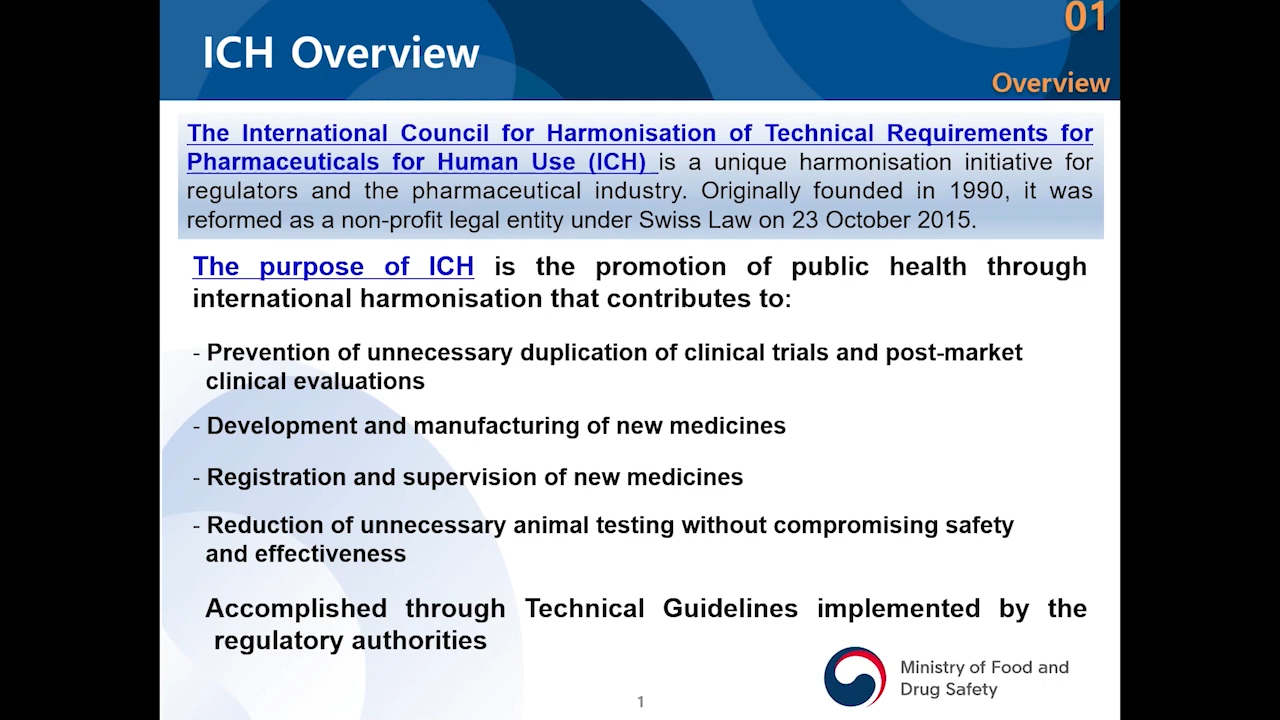 ICH Overview
01
Overview
The International Council for Harmonisation of Technical Requirements for
Pharmaceuticals for Human Use (ICH) is a unique harmonisation initiative for
regulators and the pharmaceutical industry. Originally founded in 1990, it was
reformed as a non-profit legal entity under Swiss Law on 23 October 2015.
The purpose of ICH is the promotion of public health through
international harmonisation that contributes to:
- Prevention of unnecessary duplication of clinical trials and post-market
clinical evaluations
- Development and manufacturing of new medicines
- Registration and supervision of new medicines
- Reduction of unnecessary animal testing without compromising safety
and effectiveness
Accomplished through Technical Guidelines implemented by the
regulatory authorities
Ministry of Food and
Drug Safety
1